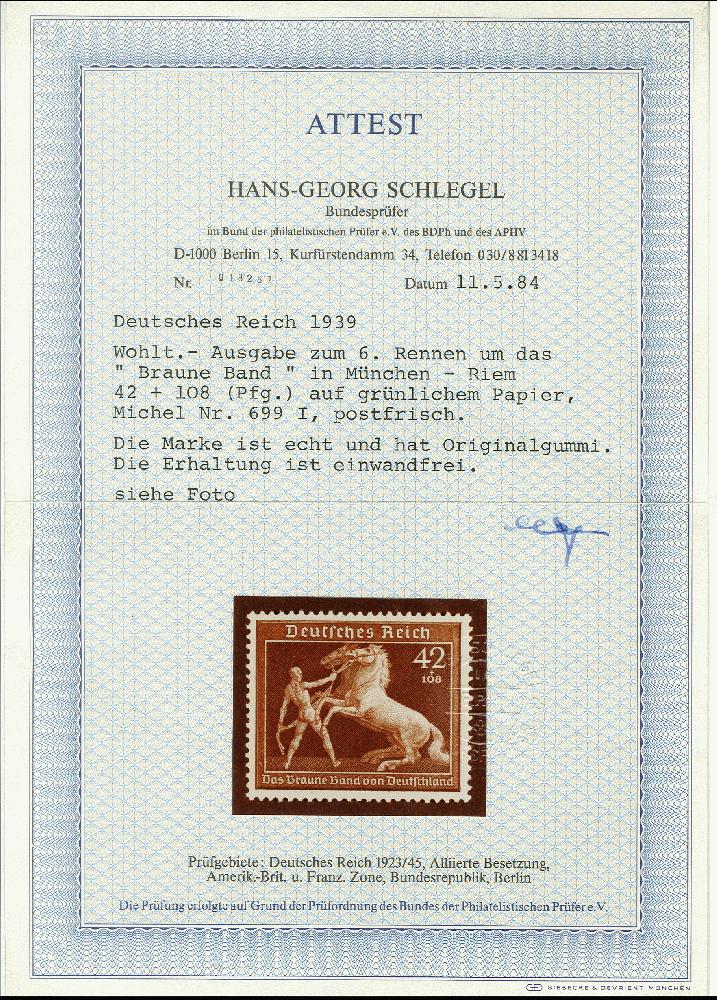 ATTEST
HANS-GEORG SCHLEGEL
Bundesprüfer
im Bund der philatelistischen Prüfer e.V. des BDPh und des APHV
D-1000 Berlin 15, Kurfürstendamm 34, Telefon 030/8813418
Nr. Datum 11.5.84
Deutsches Reich 1939
Wohlt.- Ausgabe zum 6. Rennen um das
" Braune Band " in München - Riem
42 + 108 (Pfg.) auf grünlichem Papier,
Michel Nr. 699 I, postfrisch.
Die Marke ist echt und hat Originalgummi.
Die Erhaltung ist einwandfrei.
siehe Foto
Deutsches Reich
42
+
108
Das Braune Band von Deutschland
Prüfgebiete: Deutsches Reich 1923/45, Alliierte Besetzung,
Amerik.-Brit. u. Franz. Zone, Bundesrepublik, Berlin
Die Prüfung erfolgte auf Grund der Prüfordnung des Bundes der Philatelistischen Prüfer e.V.
GIESECKE & DEVRIENT MÜNCHEN